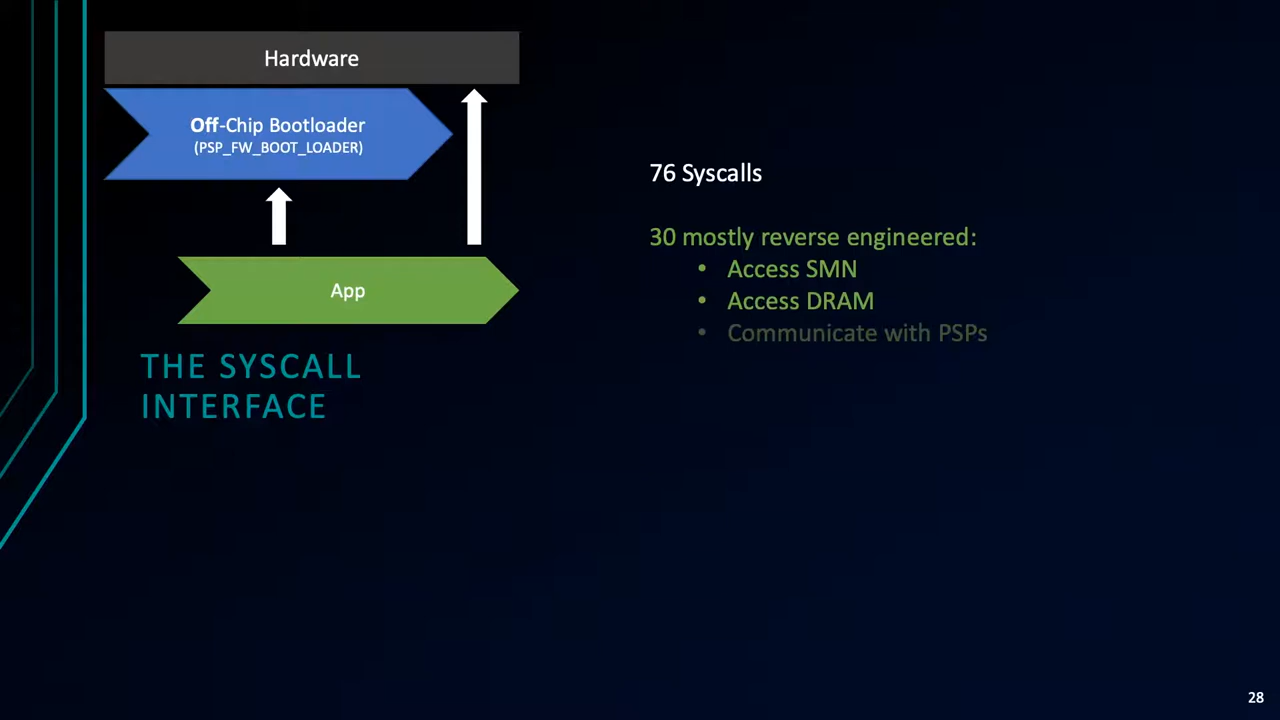 Hardware
Off-Chip Bootloader
(PSP_FW_BOOT_LOADER)
App
THE SYSCALL
INTERFACE
76 Syscalls
30 mostly reverse engineered:
• Access SMN
• Access DRAM
• Communicate with PSPs
28